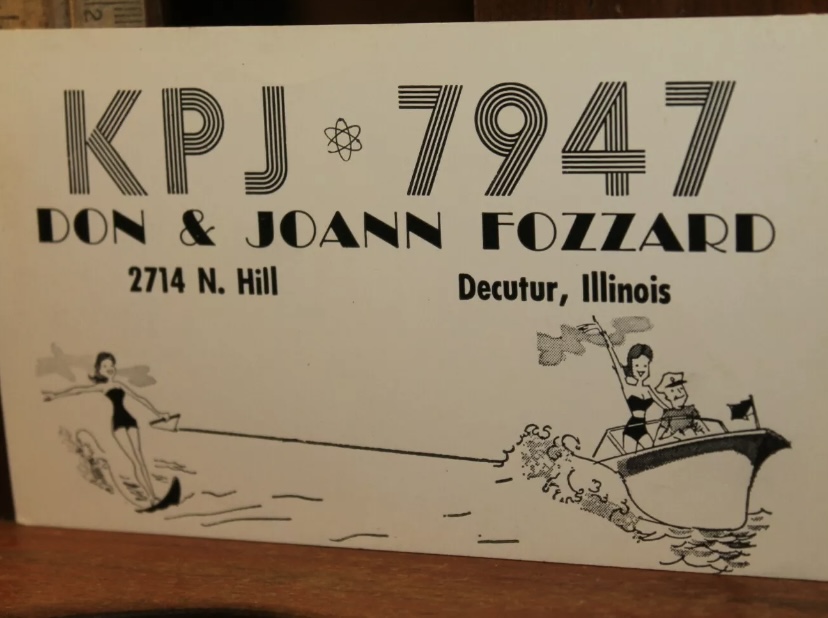 KPJ 7947
DON & JOANN FOZZARD
2714 N. Hill Decutur, Illinois